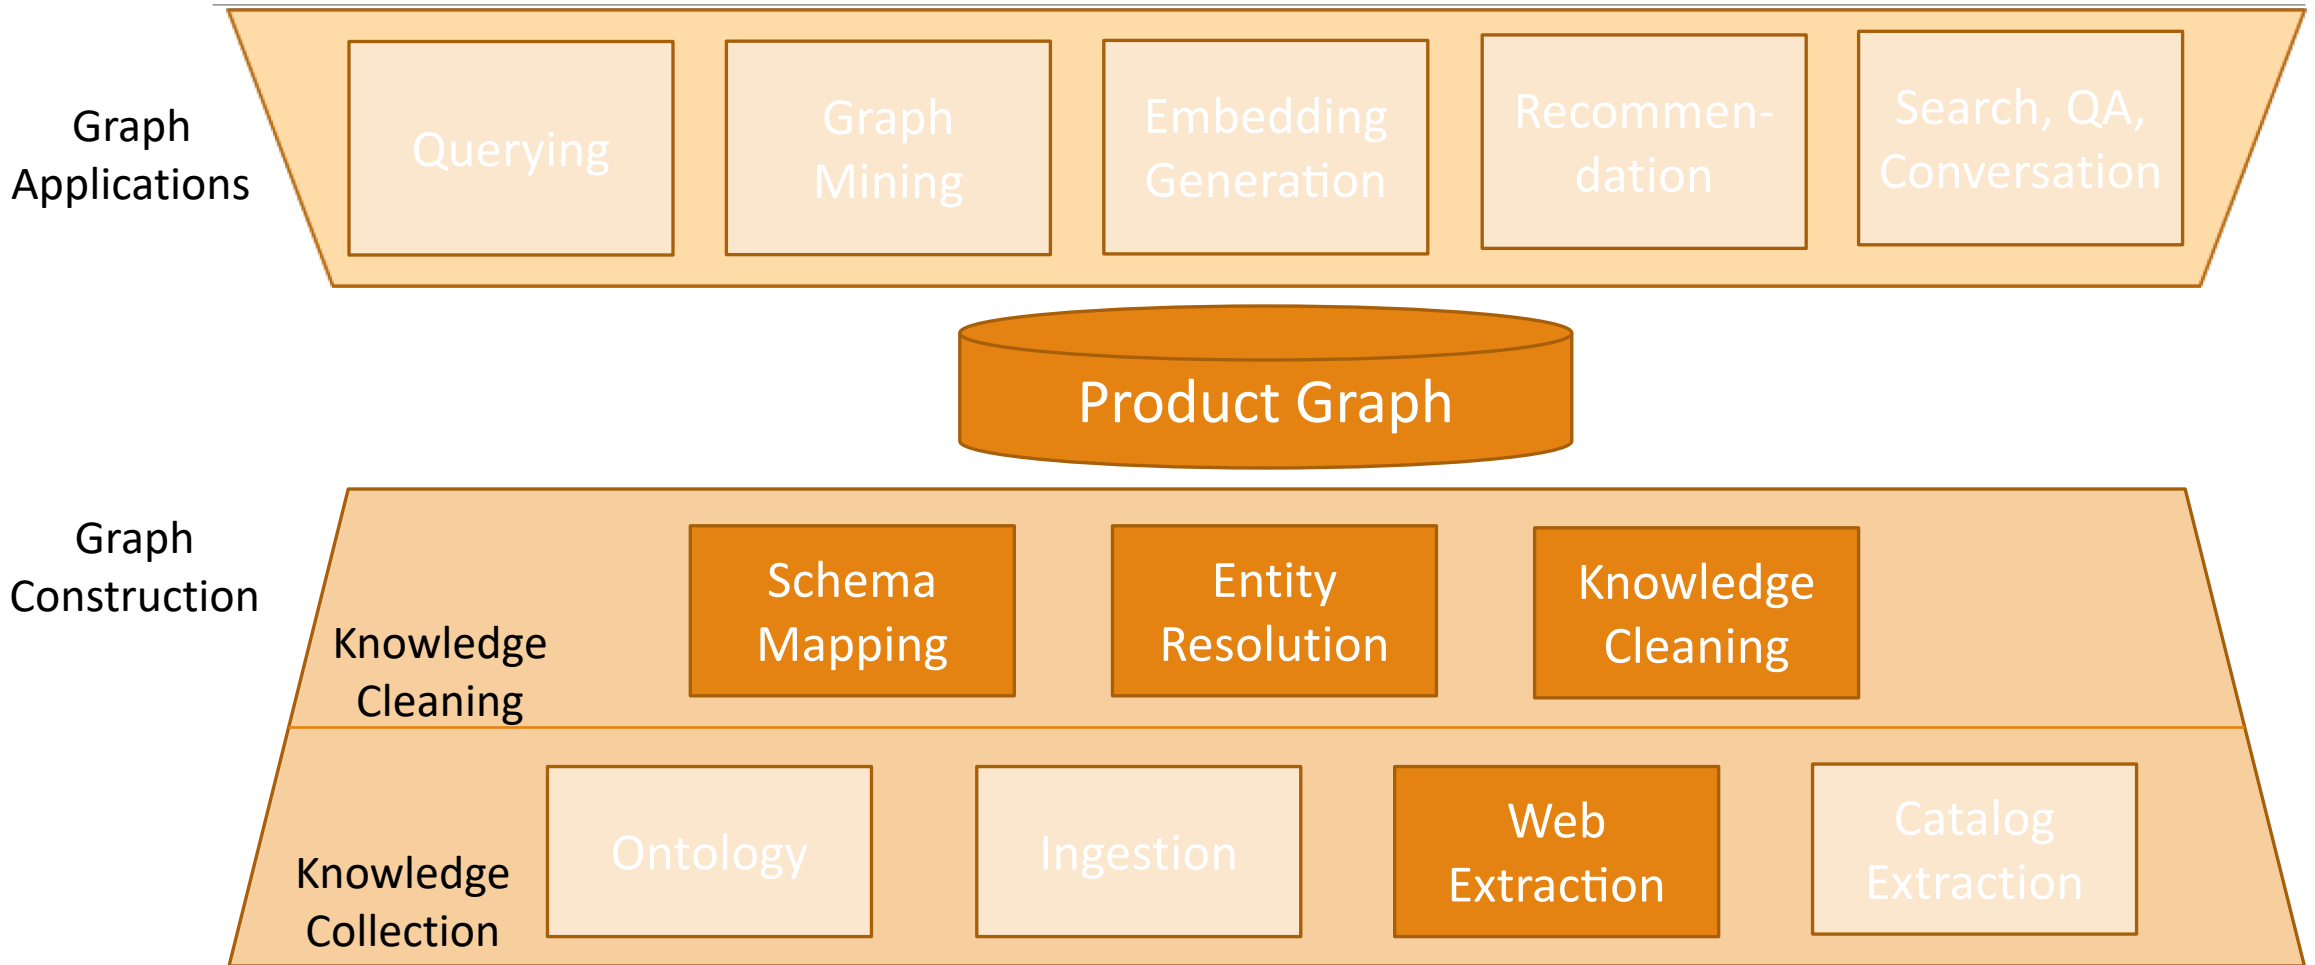 Graph
Applications
Querying
Graph
Mining
Embedding
Generation
Recommen-
dation
Search, QA,
Conversation
Product Graph
Graph
Construction
Knowledge
Cleaning
Schema
Mapping
Entity
Resolution
Knowledge
Cleaning
Knowledge
Collection
Ontology
Ingestion
Web
Extraction
Catalog
Extraction